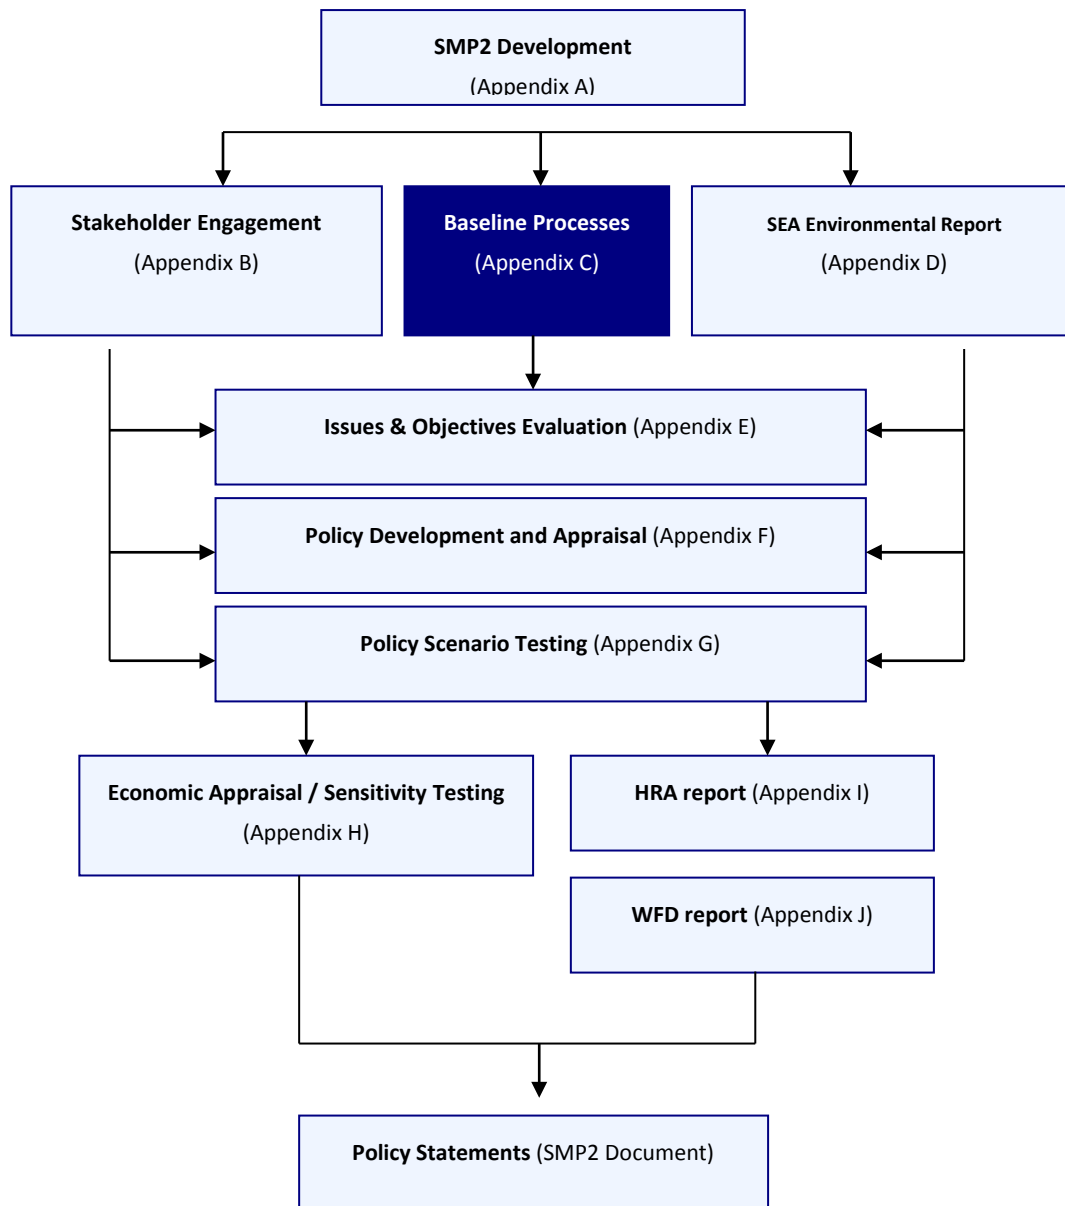 SMP2 Development
(Appendix A)
Stakeholder Engagement
(Appendix B)
Baseline Processes
(Appendix C)
SEA Environmental Report
(Appendix D)
Issues & Objectives Evaluation (Appendix E)
Policy Development and Appraisal (Appendix F)
Policy Scenario Testing (Appendix G)
Economic Appraisal / Sensitivity Testing
(Appendix H)
HRA report (Appendix I)
WFD report (Appendix J)
Policy Statements (SMP2 Document)